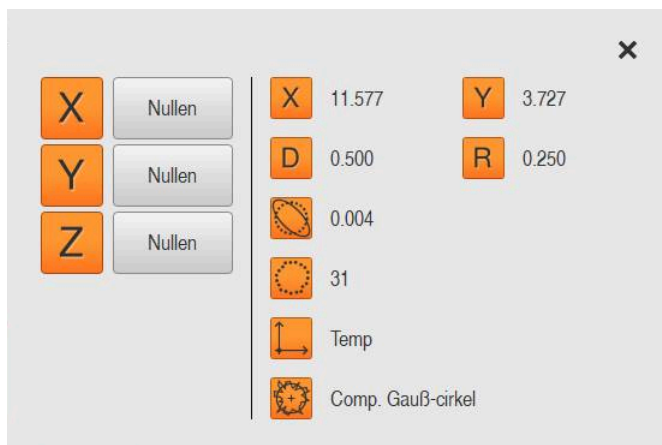 X Nullen
Y Nullen
Z Nullen
X 11.577 Y 3.727
D 0.500 R 0.250
0.004
31
Temp
Comp. Gauß-cirkel